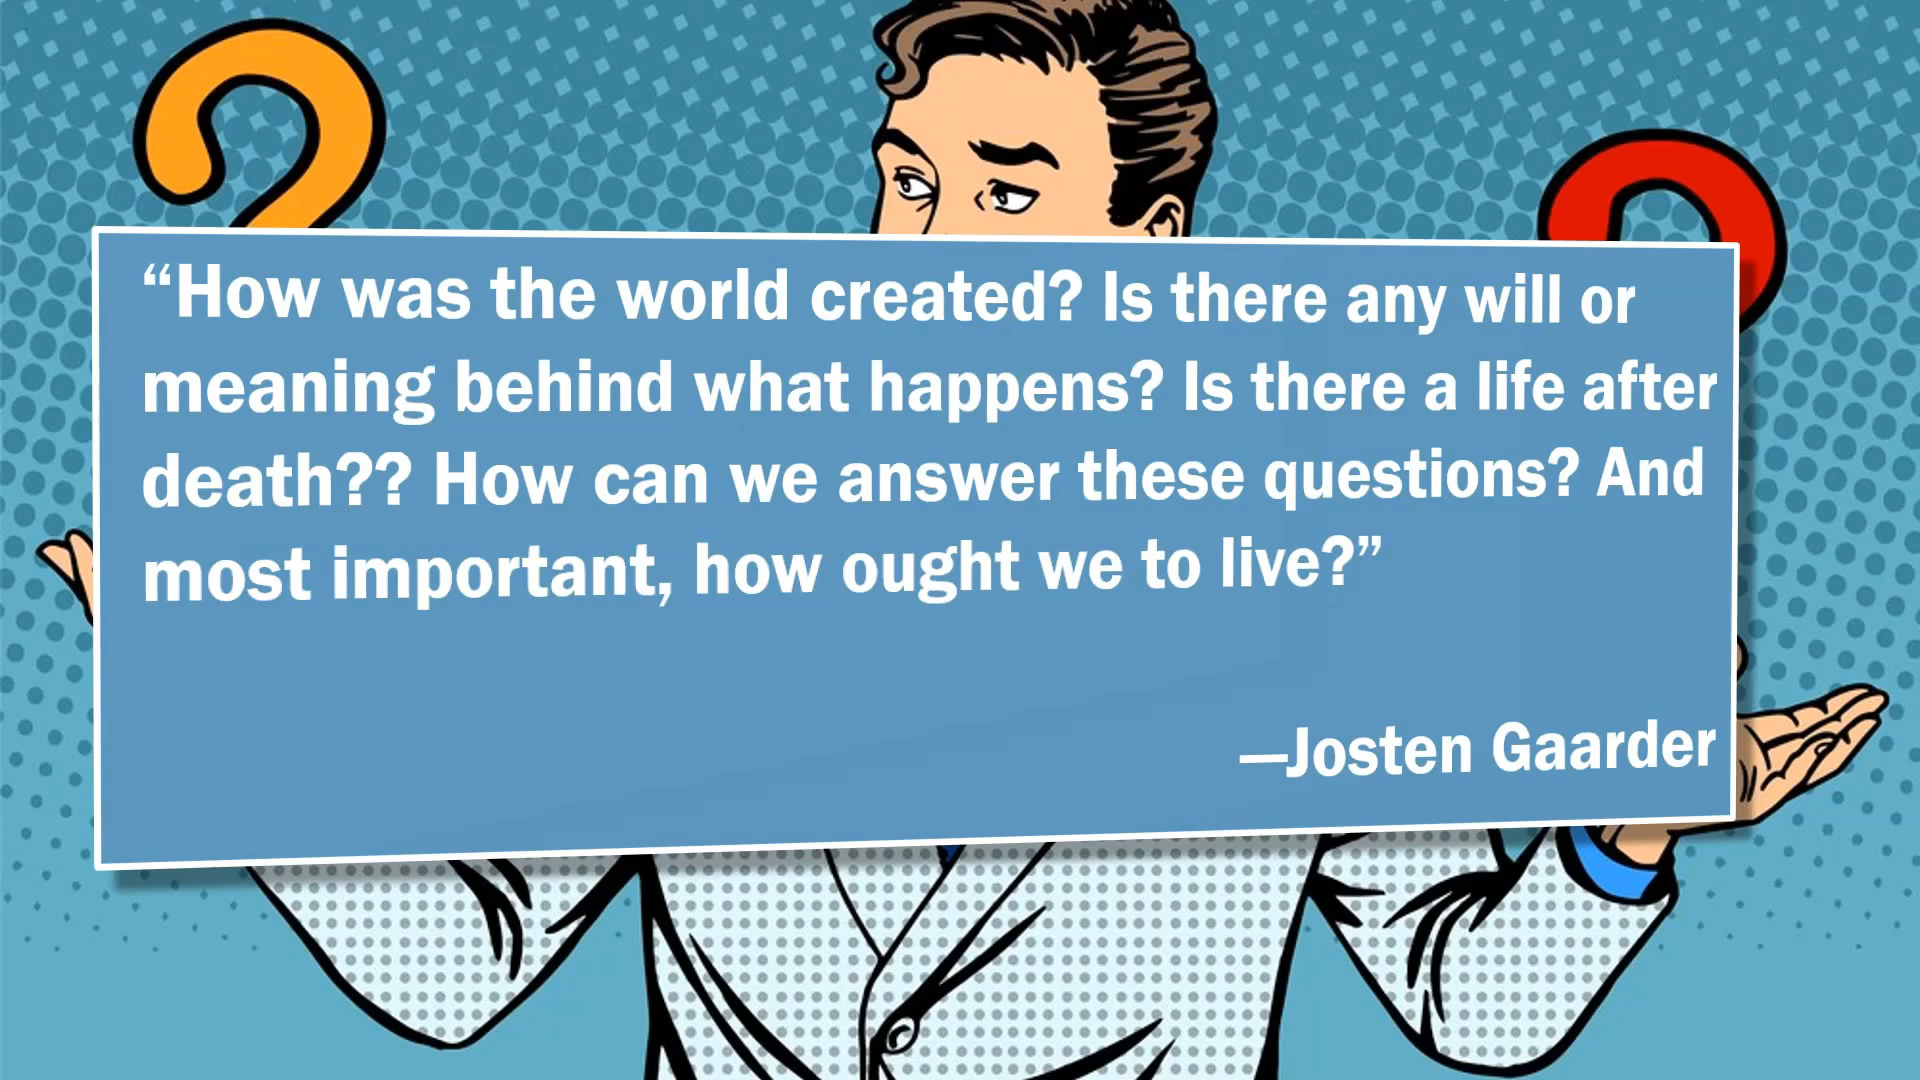 “How was the world created? Is there any will or
meaning behind what happens? Is there a life after
death?? How can we answer these questions? And
most important, how ought we to live?”
—Josten Gaarder